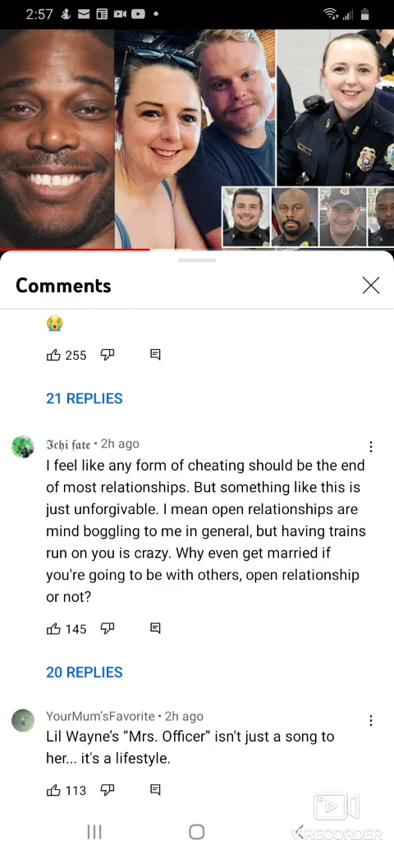 2:57
Comments
😭
255
21 REPLIES
ℑ𝔠𝔥𝔦 𝔣𝔞𝔱𝔢 • 2h ago
I feel like any form of cheating should be the end
of most relationships. But something like this is
just unforgivable. I mean open relationships are
mind boggling to me in general, but having trains
run on you is crazy. Why even get married if
you're going to be with others, open relationship
or not?
145
20 REPLIES
YourMum'sFavorite • 2h ago
Lil Wayne's “Mrs. Officer” isn't just a song to
her... it's a lifestyle.
113
V RECORDER